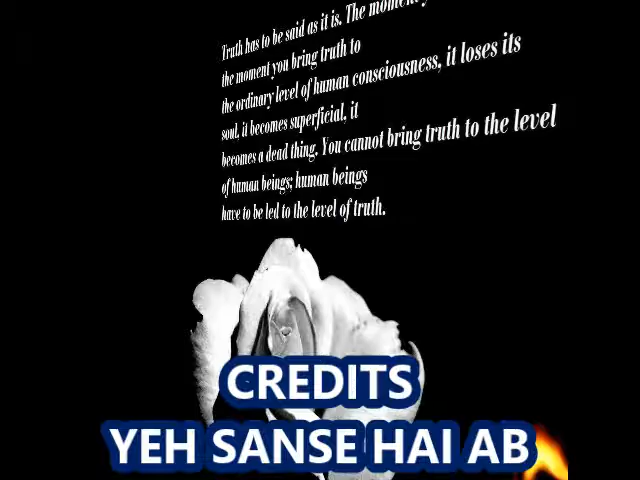 Truth has to be said as it is. The moment
the moment you bring truth to
the ordinary level of human consciousness, it loses its
soul, it becomes superficial, it
becomes a dead thing. You cannot bring truth to the level
of human beings; human beings
have to be led to the level of truth.
CREDITS
YEH SANSE HAI AB